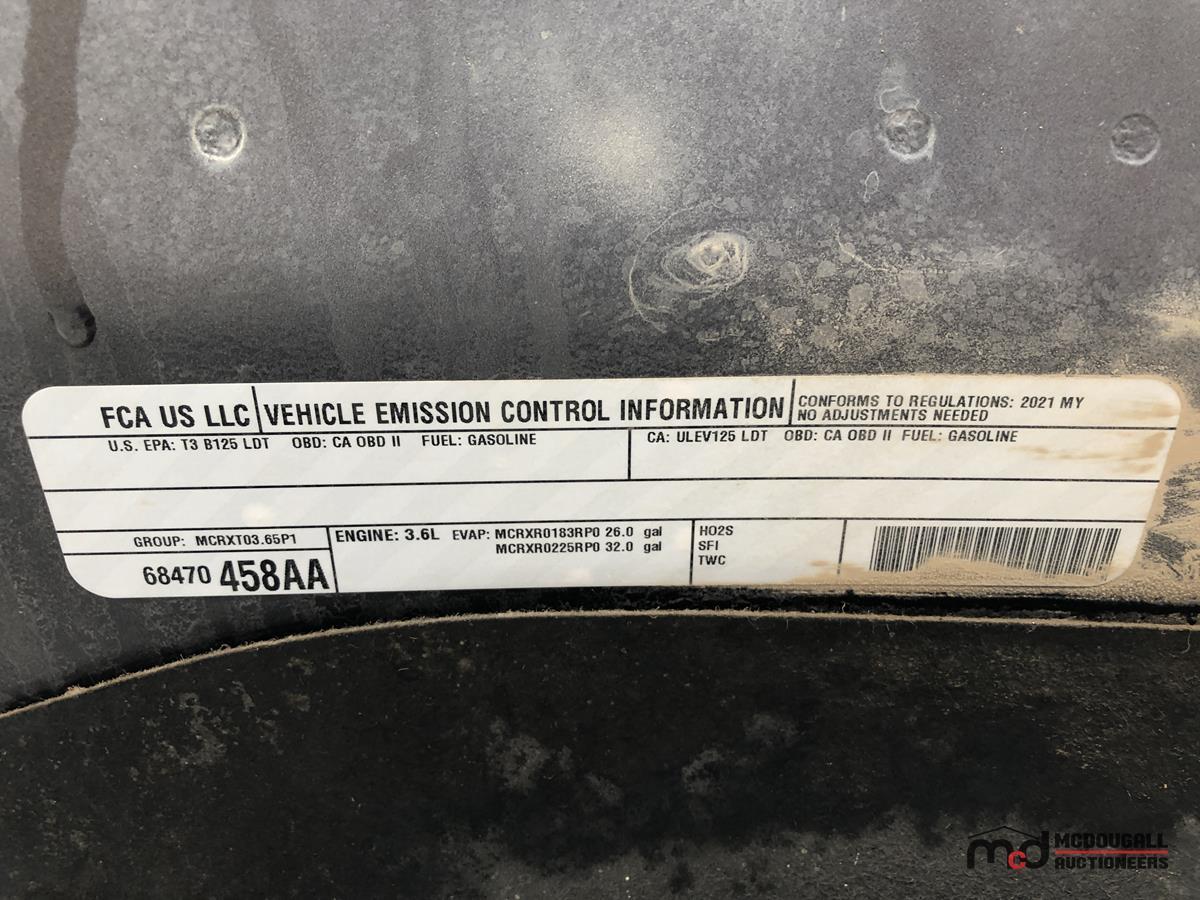 FCA US LLC VEHICLE EMISSION CONTROL INFORMATION
CONFORMS TO REGULATIONS: 2021 MY
NO ADJUSTMENTS NEEDED
U.S. EPA: T3 B125 LDT OBD: CA OBD II FUEL: GASOLINE
CA: ULEV125 LDT OBD: CA OBD II FUEL: GASOLINE
GROUP: MCRXT03.65P1
68470 458AA
ENGINE: 3.6L EVAP: MCRXR0183RP0 26.0 gal
MCRXR0225RP0 32.0 gal
HO2S
SFI
TWC
mcd MCDOUGALL
AUCTIONEERS